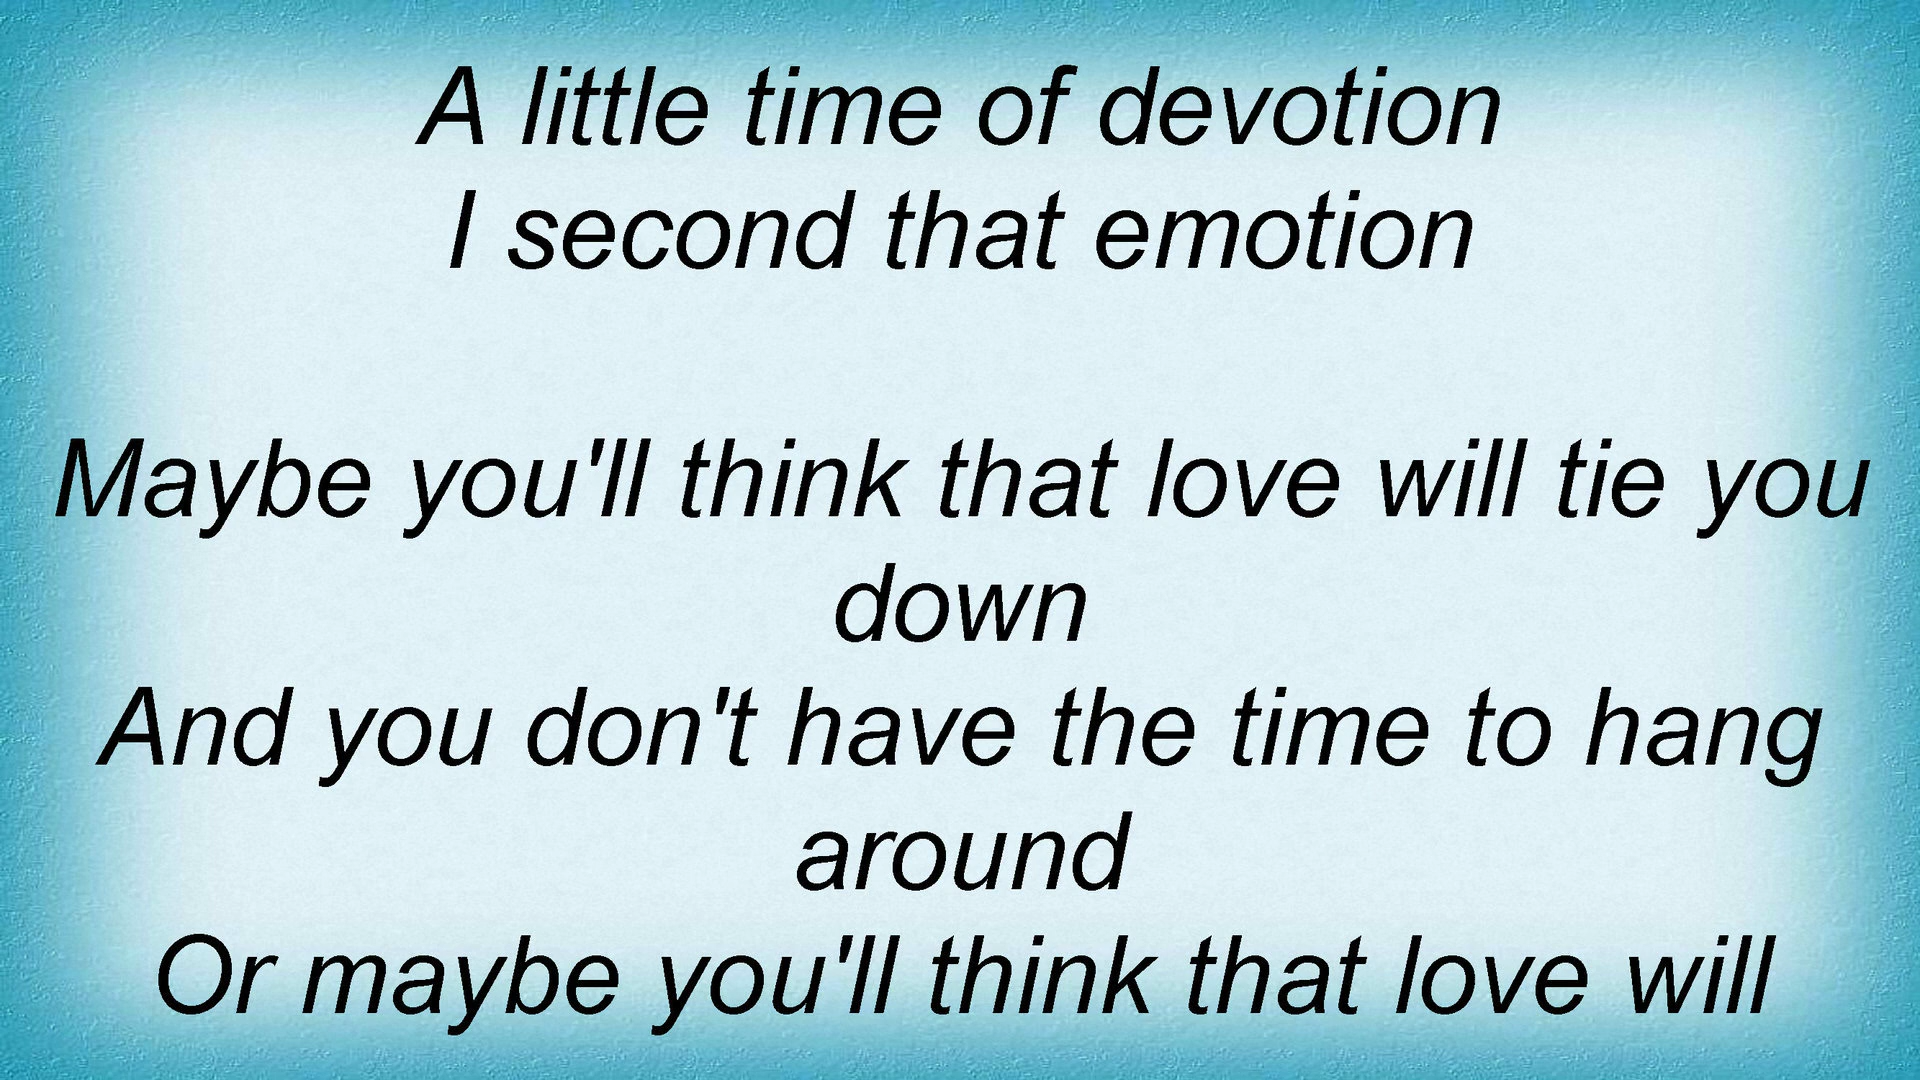 A little time of devotion
I second that emotion
Maybe you'll think that love will tie you
down
And you don't have the time to hang
around
Or maybe you'll think that love will